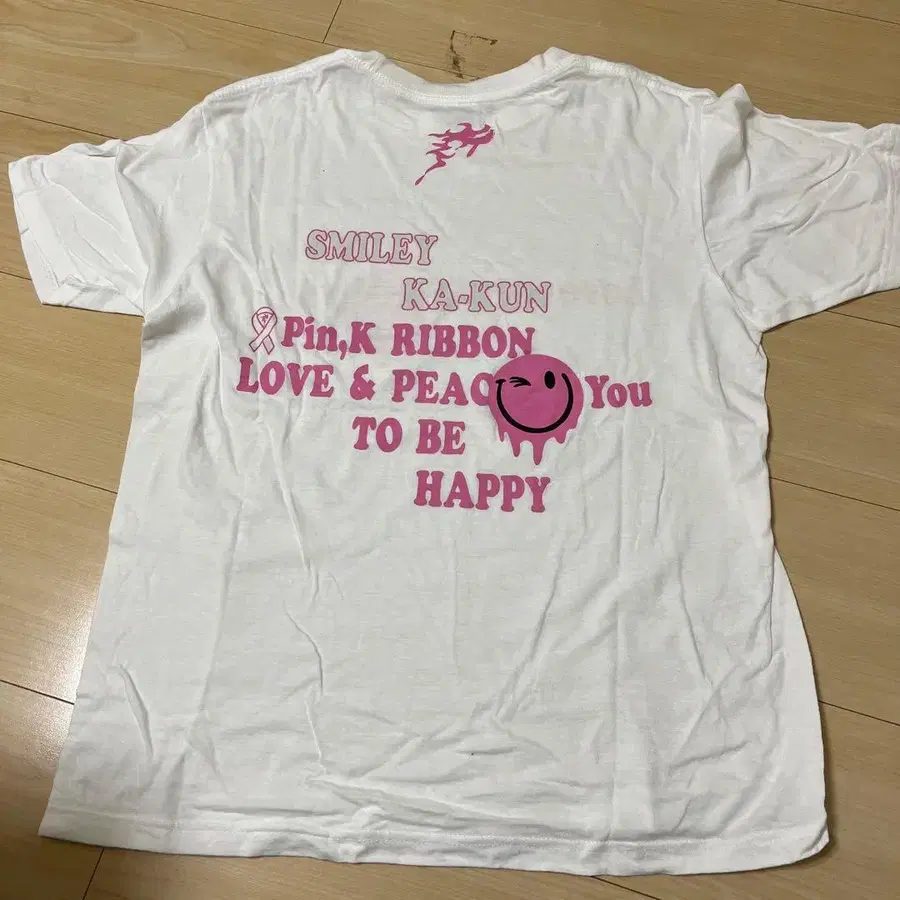 SMILEY
KA-KUN
Pin,K RIBBON
LOVE & PEAC You
TO BE
HAPPY